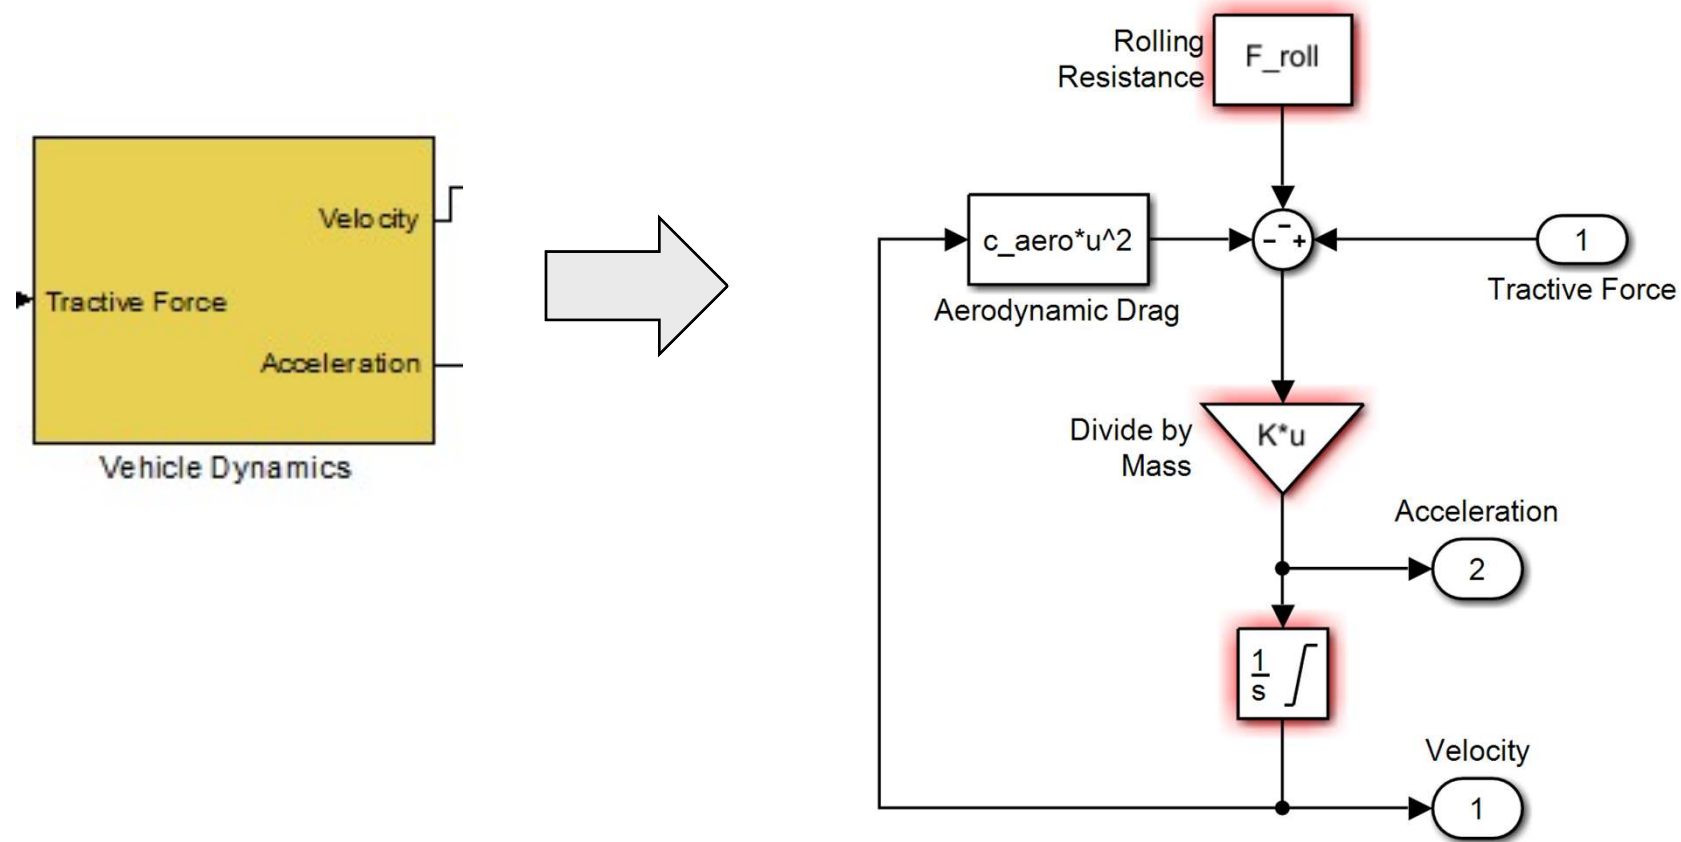 Velocity
Tractive Force
Acceleration
Vehicle Dynamics
Rolling
Resistance
F_roll
c_aero*u^2
Aerodynamic Drag
- - +
1
Tractive Force
Divide by
Mass
K*u
Acceleration
2
1
s
Velocity
1